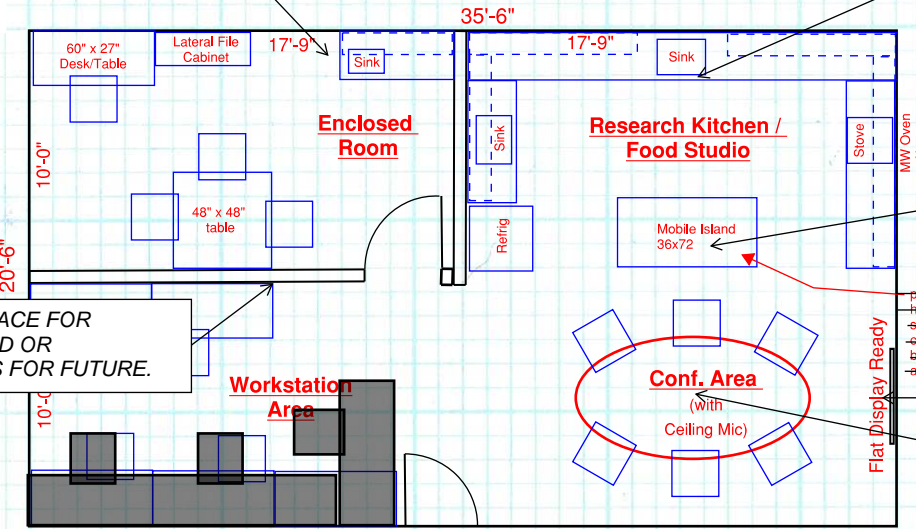 35'-6"
60" x 27"
Desk/Table
Lateral File
Cabinet
17'-9"
Sink
17'-9"
Sink
Enclosed
Room
Sink
Research Kitchen /
Food Studio
Stove
MW Oven
10'-0"
48" x 48"
table
Refrig
Mobile Island
36x72
20'-6"
ACE FOR
D OR
S FOR FUTURE.
Workstation
Area
Conf. Area
(with
Ceiling Mic)
Flat Display Ready